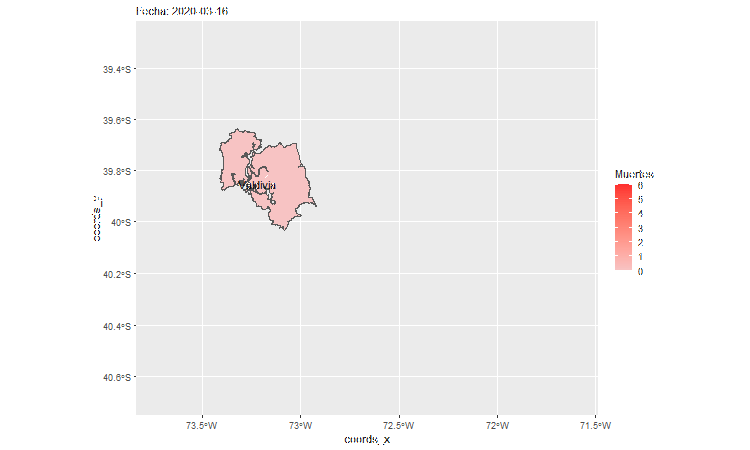 Fecha: 2020-03-16
39.4°S
39.6°S
39.8°S
40°S
40.2°S
40.4°S
40.6°S
coords_y
Valdivia
73.5°W
73°W
72.5°W
72°W
71.5°W
coords_x
Muertes
6
5
4
3
2
1
0